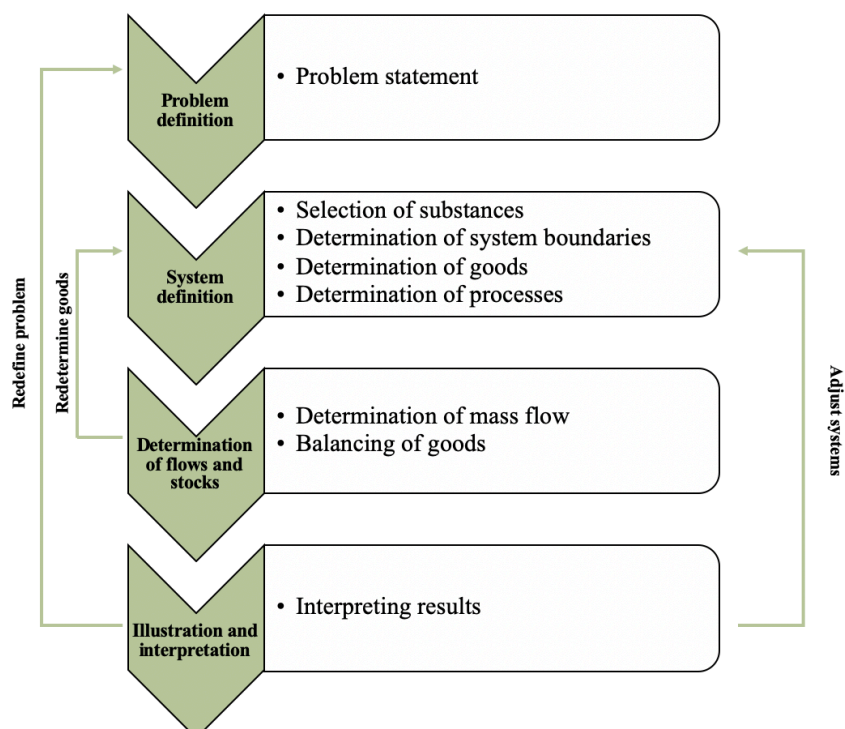 Problem
definition
• Problem statement
System
definition
• Selection of substances
• Determination of system boundaries
• Determination of goods
• Determination of processes
Determination
of flows and
stocks
• Determination of mass flow
• Balancing of goods
Illustration and
interpretation
• Interpreting results
Redefine problem
Redetermine goods
Adjust systems